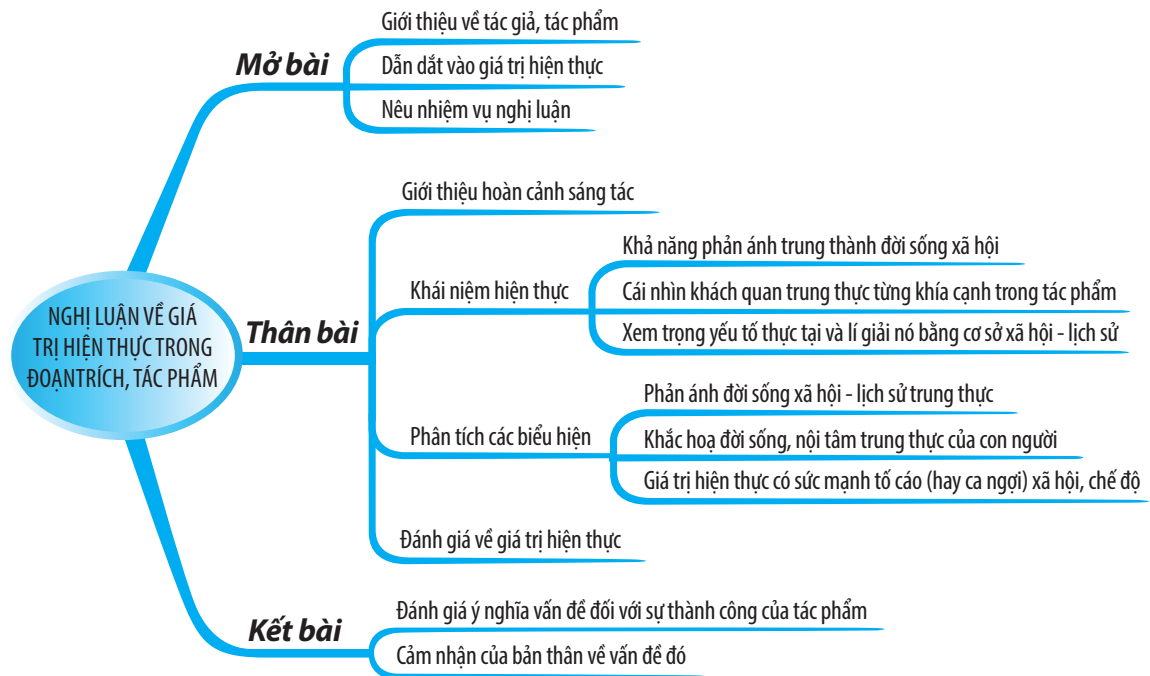 NGHỊ LUẬN VỀ GIÁ
TRỊ HIỆN THỰC TRONG
ĐOẠNTRÍCH, TÁC PHẨM
Mở bài
Giới thiệu về tác giả, tác phẩm
Dẫn dắt vào giá trị hiện thực
Nêu nhiệm vụ nghị luận
Thân bài
Giới thiệu hoàn cảnh sáng tác
Khái niệm hiện thực
Khả năng phản ánh trung thành đời sống xã hội
Cái nhìn khách quan trung thực từng khía cạnh trong tác phẩm
Xem trọng yếu tố thực tại và lí giải nó bằng cơ sở xã hội - lịch sử
Phân tích các biểu hiện
Phản ánh đời sống xã hội - lịch sử trung thực
Khắc hoạ đời sống, nội tâm trung thực của con người
Giá trị hiện thực có sức mạnh tố cáo (hay ca ngợi) xã hội, chế độ
Đánh giá về giá trị hiện thực
Kết bài
Đánh giá ý nghĩa vấn đề đối với sự thành công của tác phẩm
Cảm nhận của bản thân về vấn đề đó